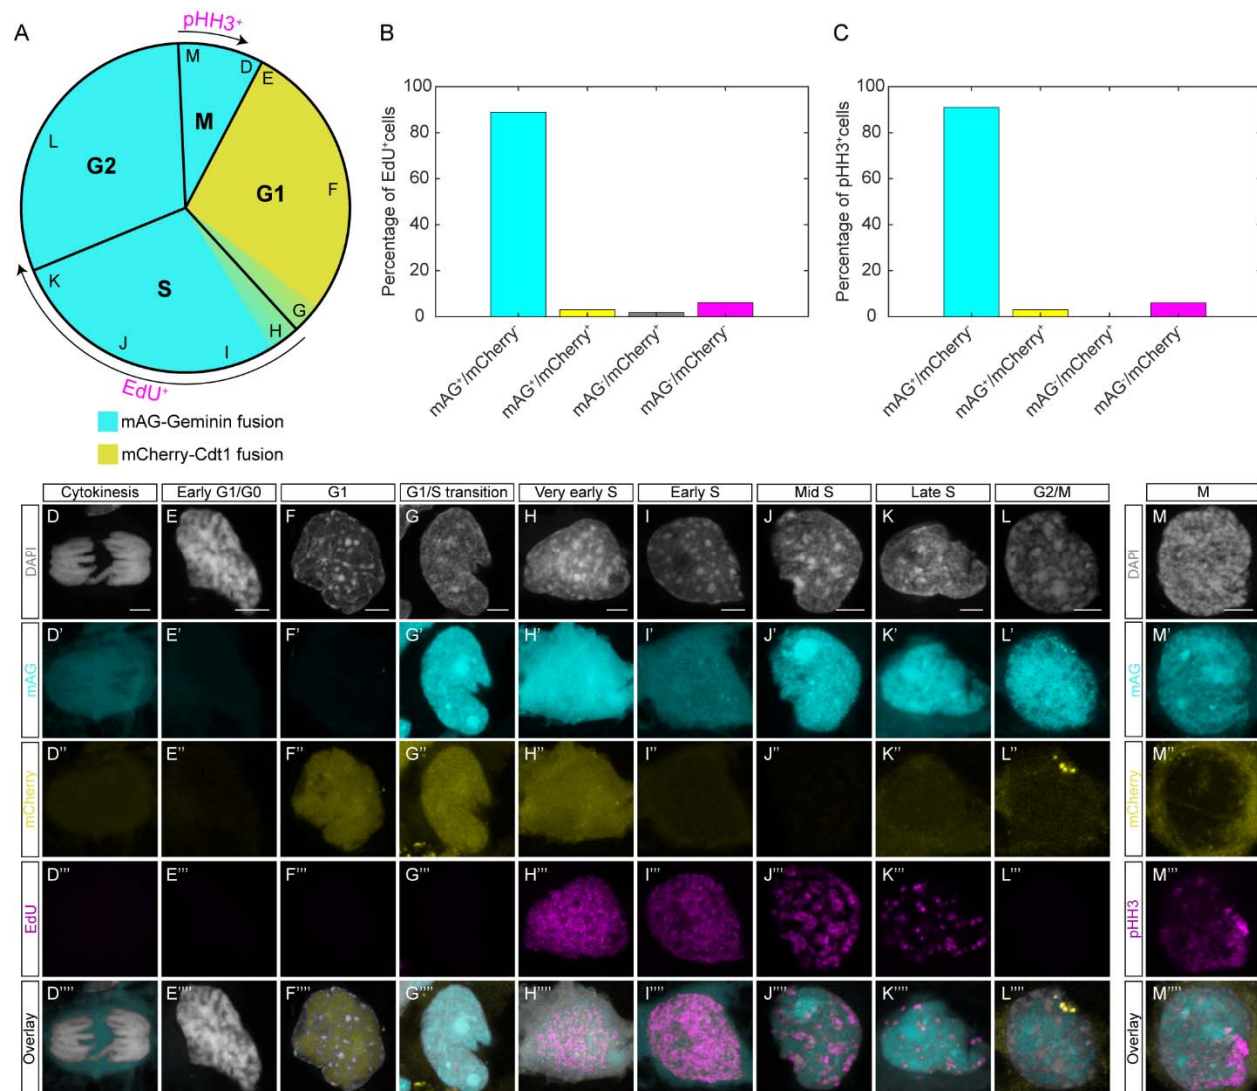 A
pHH3⁺
M
D
E
L
M
G2
G1
F
K
S
G
H
J
I
EdU⁺
mAG-Geminin fusion
mCherry-Cdt1 fusion
B
100
80
60
40
20
0
Percentage of EdU⁺cells
mAG⁺/mCherry⁻
mAG⁺/mCherry⁺
mAG⁻/mCherry⁺
mAG⁻/mCherry⁻
C
100
80
60
40
20
0
Percentage of pHH3⁺cells
mAG⁺/mCherry⁻
mAG⁺/mCherry⁺
mAG⁻/mCherry⁺
mAG⁻/mCherry⁻
Cytokinesis Early G1/G0 G1 G1/S transition Very early S Early S Mid S Late S G2/M M
DAPI D E F G H I J K L DAPI M
mAG D' E' F' G' H' I' J' K' L' mAG M'
mCherry D'' E'' F'' G'' H'' I'' J'' K'' L'' mCherry M''
EdU D''' E''' F''' G''' H''' I''' J''' K''' L''' pHH3 M'''
Overlay D'''' E'''' F'''' G'''' H'''' I'''' J'''' K'''' L'''' Overlay M''''